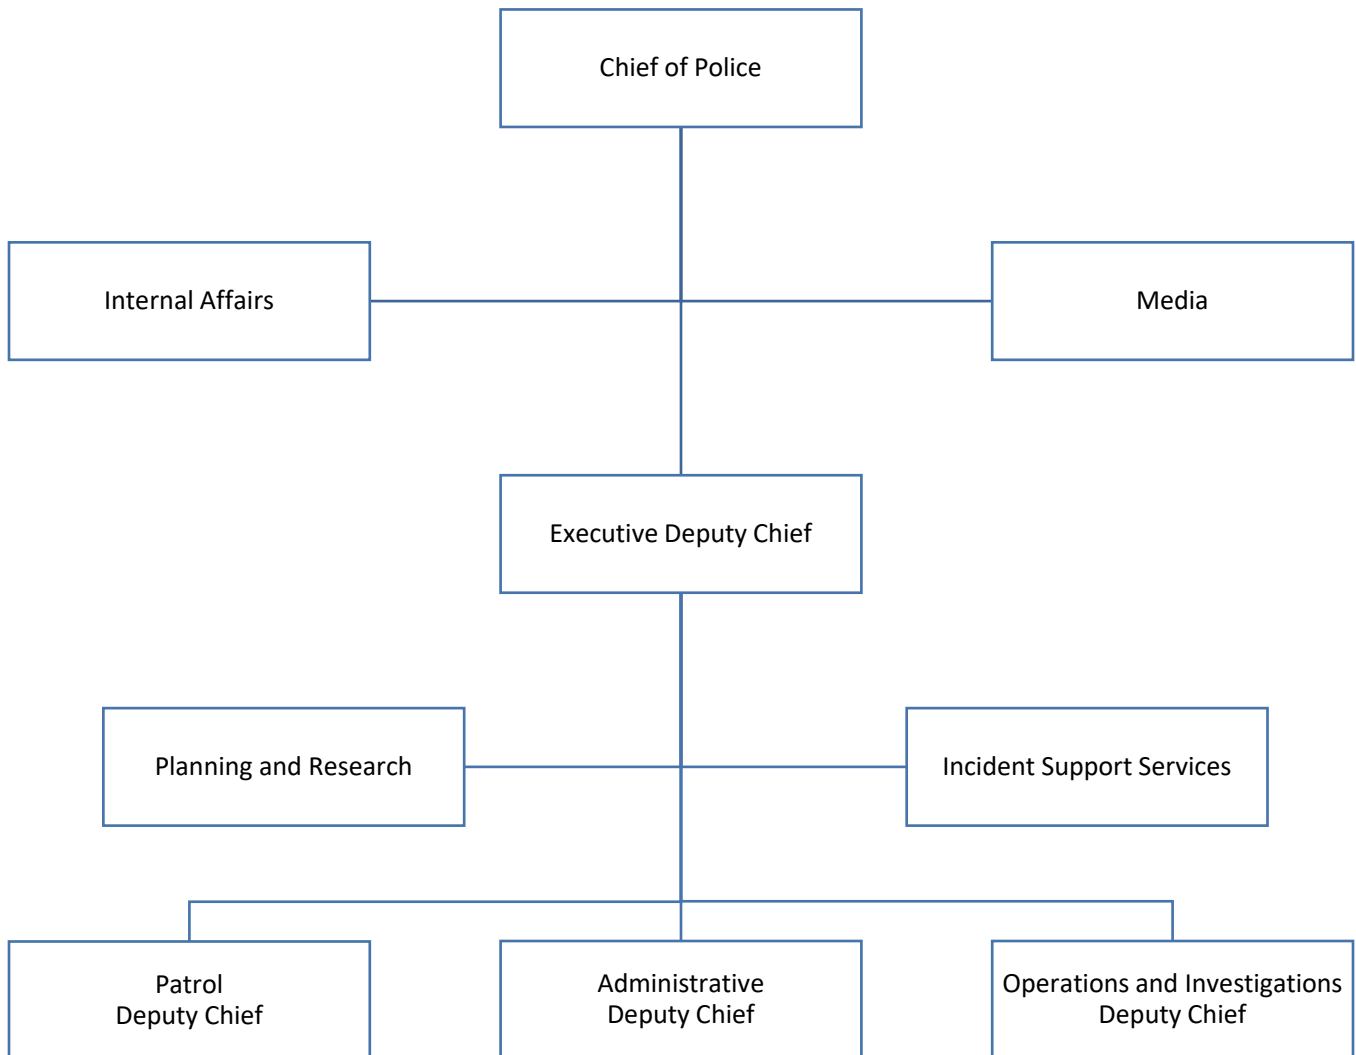 Chief of Police
Internal Affairs
Media
Executive Deputy Chief
Planning and Research
Incident Support Services
Patrol
Deputy Chief
Administrative
Deputy Chief
Operations and Investigations
Deputy Chief